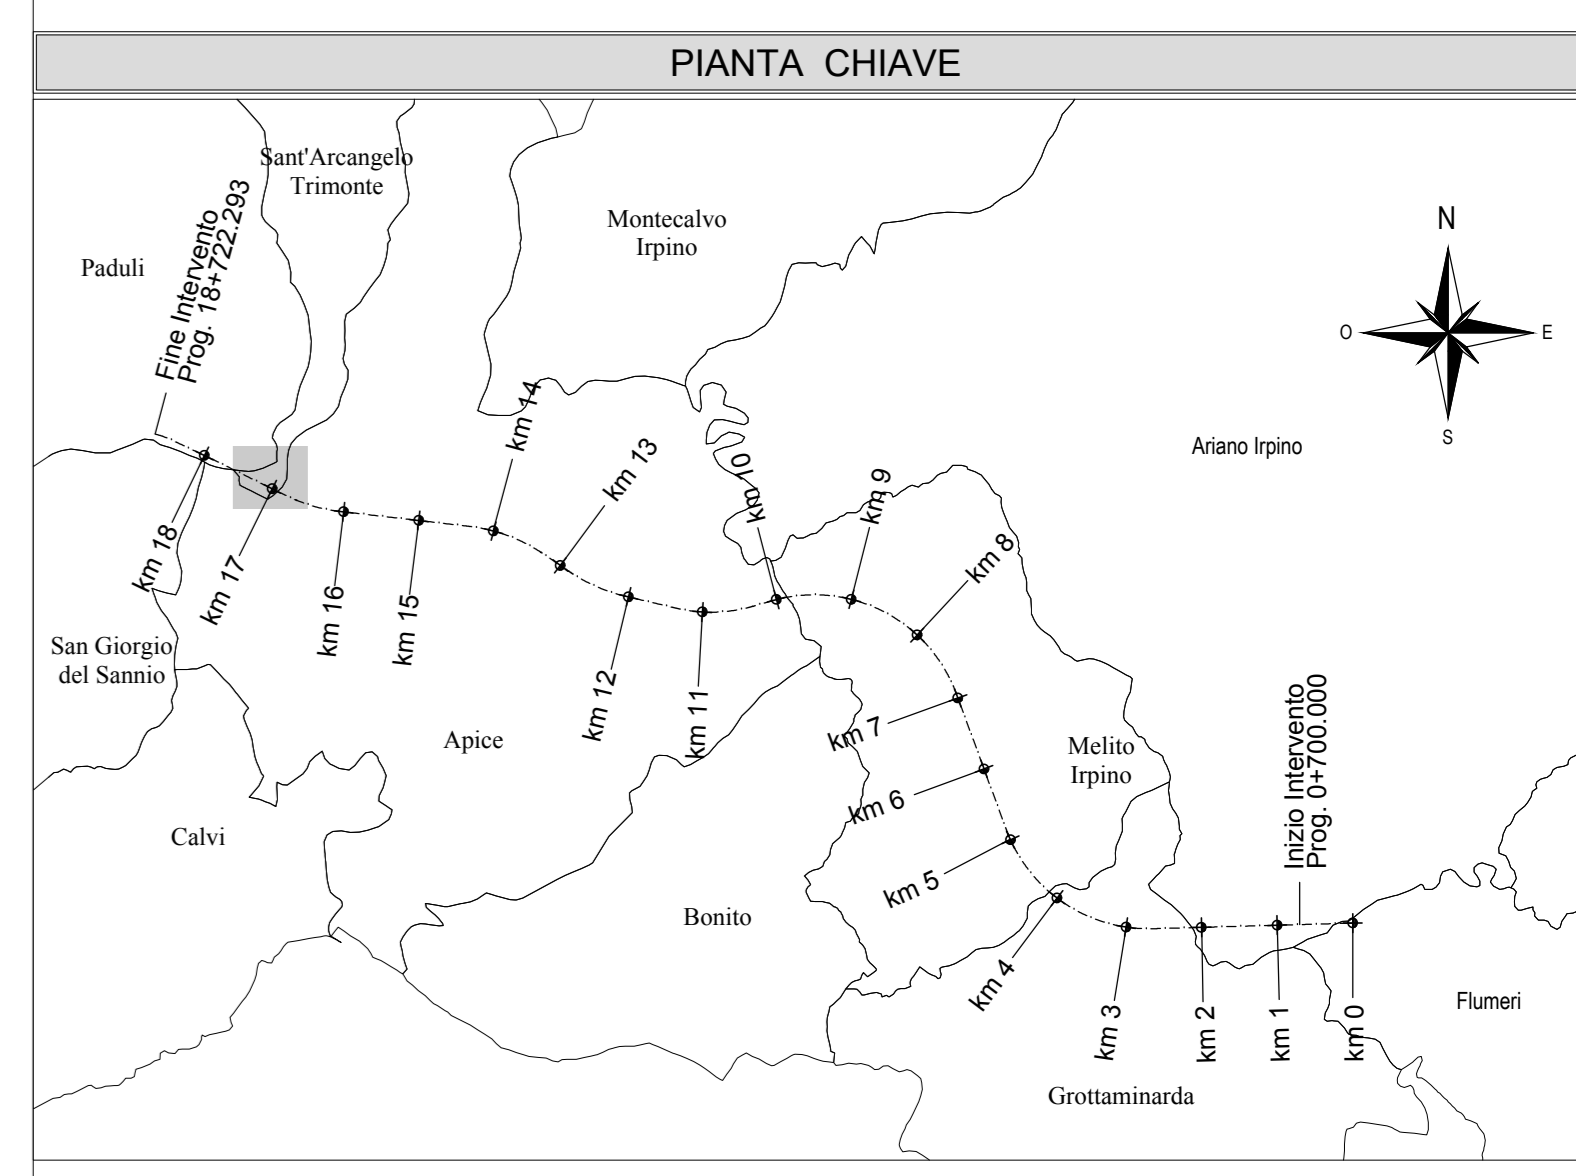 PIANTA CHIAVE
Sant'Arcangelo
Trimonte
Montecalvo
Irpino
Paduli
Fine Intervento
Prog. 18+722.293
N
O
E
S
Ariano Irpino
km 14
km 13
km 10
km 9
km 8
km 18
km 17
km 16
km 15
km 12
km 11
km 7
km 6
km 5
km 4
km 3
km 2
km 1
km 0
San Giorgio
del Sannio
Apice
Melito
Irpino
Inizio Intervento
Prog. 0+700.000
Calvi
Bonito
Flumeri
Grottaminarda